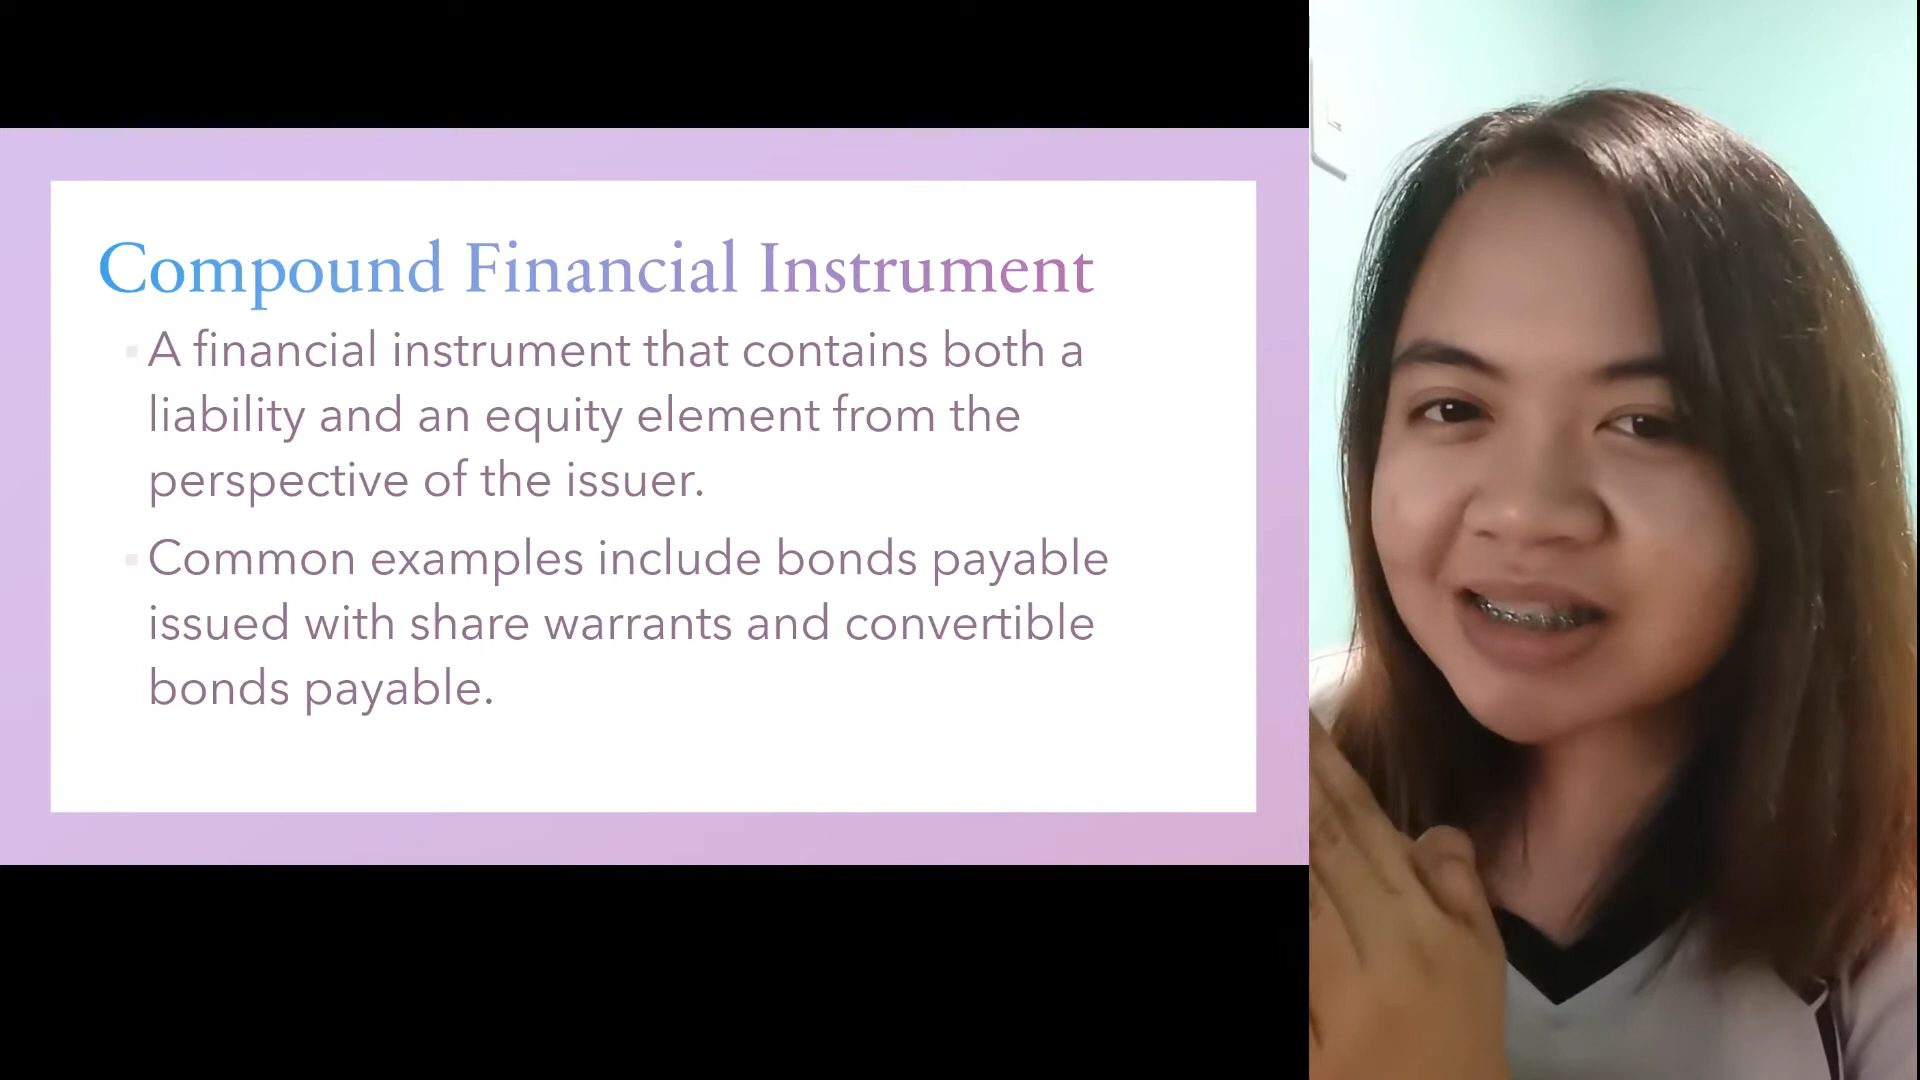 Compound Financial Instrument
A financial instrument that contains both a
liability and an equity element from the
perspective of the issuer.
Common examples include bonds payable
issued with share warrants and convertible
bonds payable.